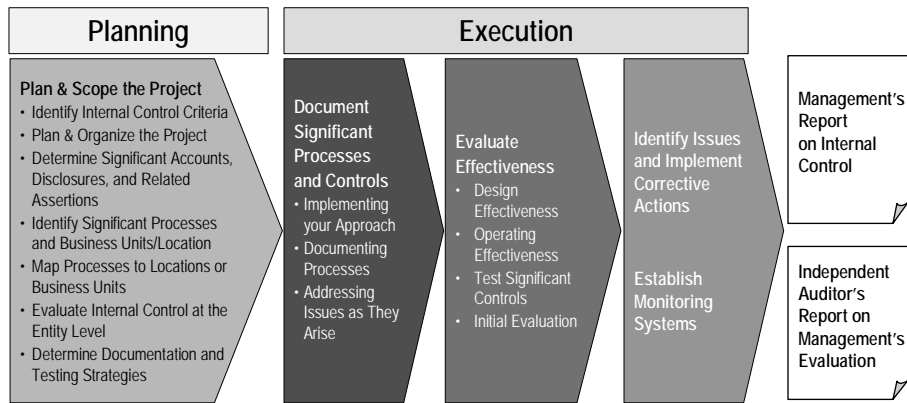 Planning
Execution
Plan & Scope the Project
• Identify Internal Control Criteria
• Plan & Organize the Project
• Determine Significant Accounts,
Disclosures, and Related
Assertions
• Identify Significant Processes
and Business Units/Location
• Map Processes to Locations or
Business Units
• Evaluate Internal Control at the
Entity Level
• Determine Documentation and
Testing Strategies
Document
Significant
Processes
and Controls
• Implementing
your Approach
• Documenting
Processes
• Addressing
Issues as They
Arise
Evaluate
Effectiveness
• Design
Effectiveness
• Operating
Effectiveness
• Test Significant
Controls
• Initial Evaluation
Identify Issues
and Implement
Corrective
Actions
Establish
Monitoring
Systems
Management's
Report
on Internal
Control
Independent
Auditor's
Report on
Management's
Evaluation